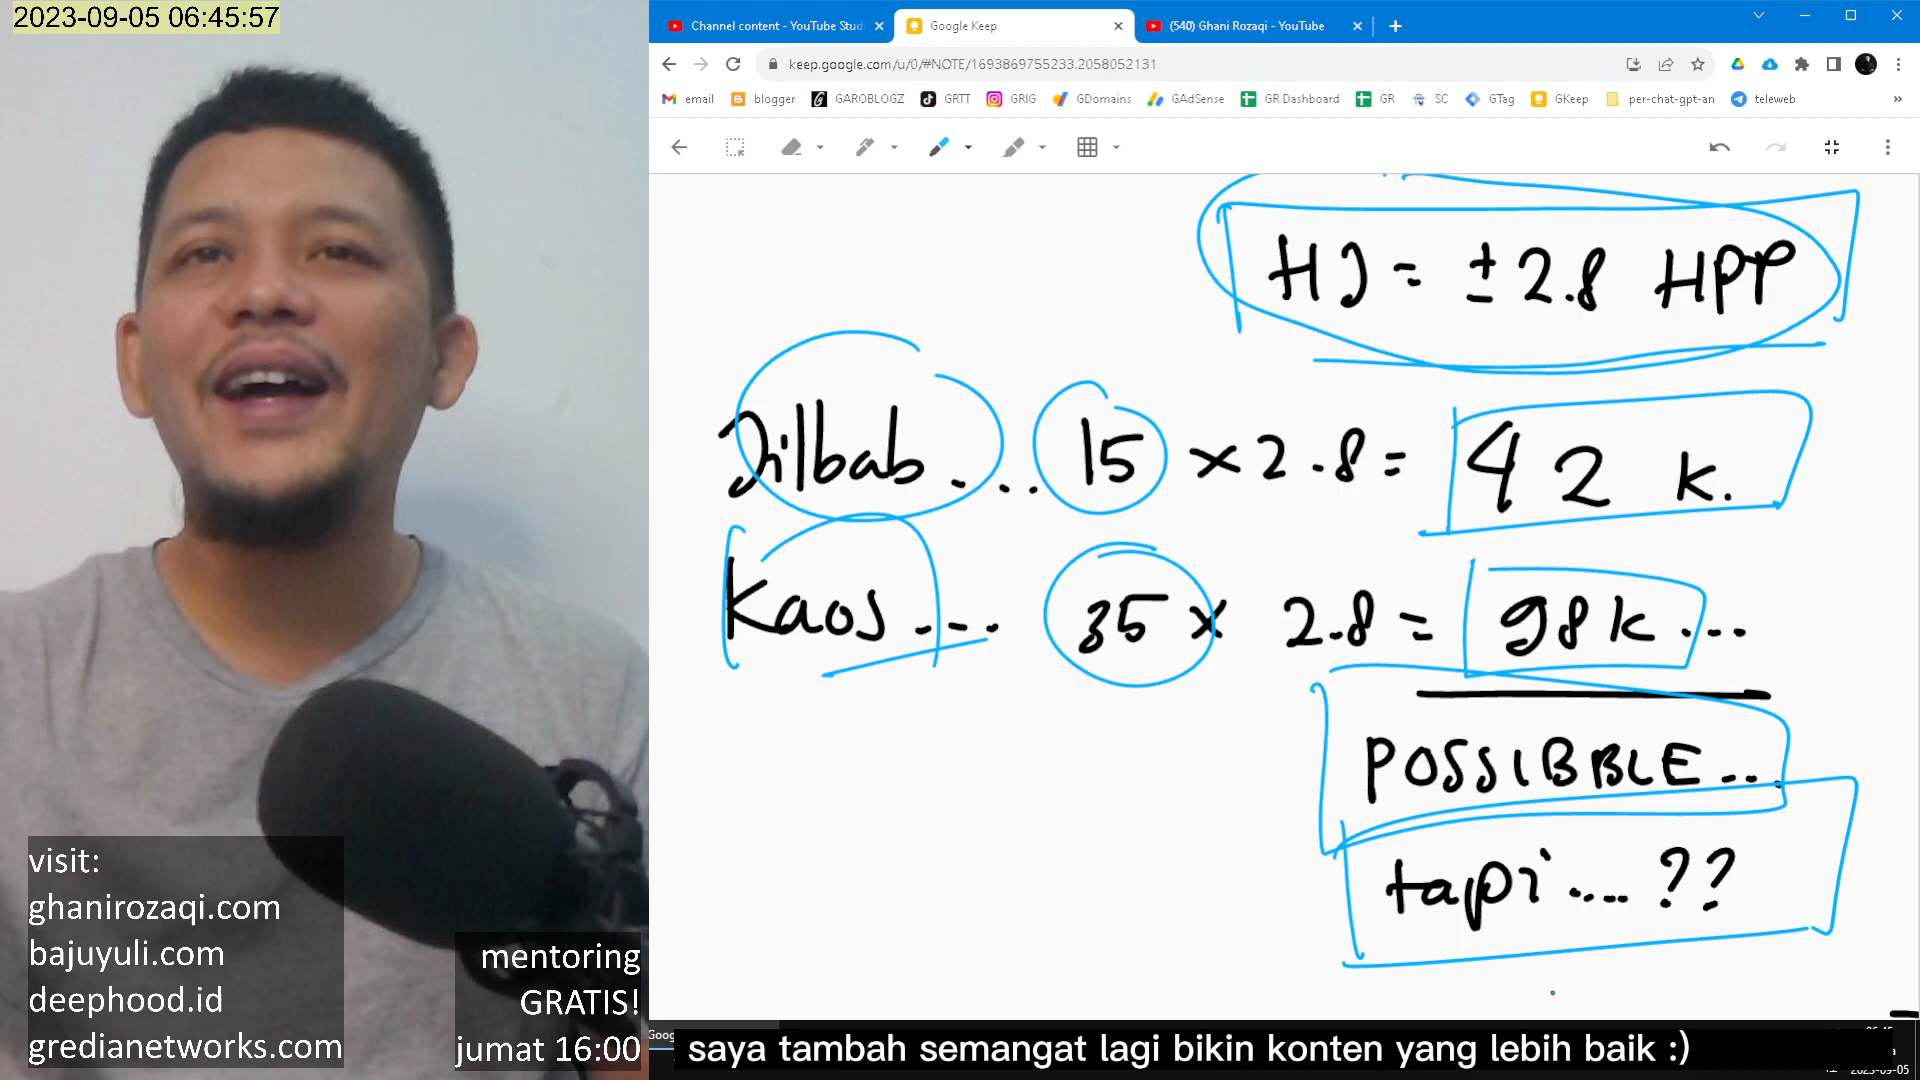 2023-09-05 06:45:57
Channel content - YouTube Studi
Google Keep
(540) Ghani Rozaqi - YouTube
keep.google.com/u/0/#NOTE/1693869755233.2058052131
email blogger GAROBLOGZ GRTT GRIG GDomains GAdSense GR Dashboard GR SC GTag GKeep per-chat-gpt-an teleweb »
HJ = ± 2.8 HPP
Jilbab ... 15 x 2.8 = 42 k.
Kaos ... 35 x 2.8 = 98k ...
POSSIBBLE ...
tapi .... ??
visit:
ghanirozaqi.com
bajuyuli.com
deephood.id
gredianetworks.com
mentoring
GRATIS!
jumat 16:00
saya tambah semangat lagi bikin konten yang lebih baik :)
2023-09-05